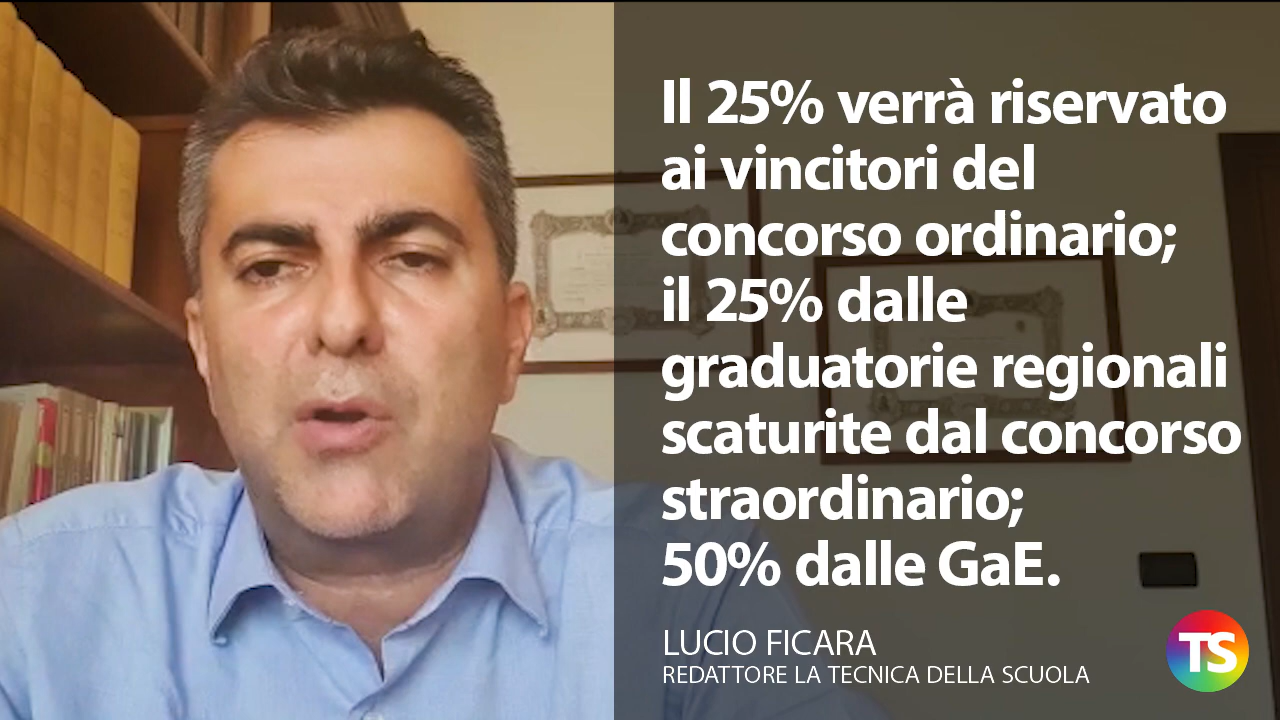 Il 25% verrà riservato
ai vincitori del
concorso ordinario;
il 25% dalle
graduatorie regionali
scaturite dal concorso
straordinario;
50% dalle GaE.
LUCIO FICARA
REDATTORE LA TECNICA DELLA SCUOLA
TS